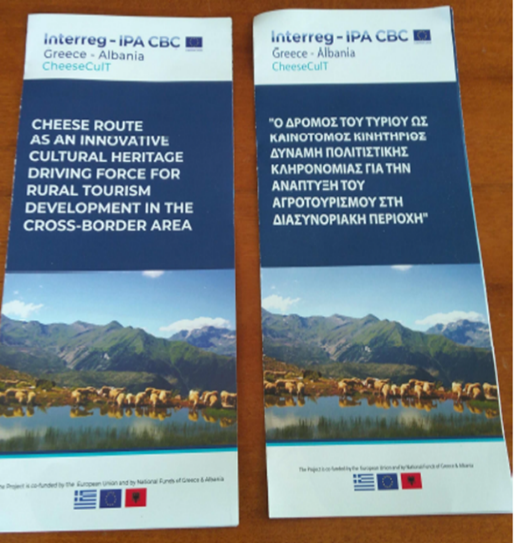 Interreg - IPA CBC
Greece - Albania
CheeseCulT
CHEESE ROUTE
AS AN INNOVATIVE
CULTURAL HERITAGE
DRIVING FORCE FOR
RURAL TOURISM
DEVELOPMENT IN THE
CROSS-BORDER AREA
The Project is co-funded by the European Union and by National Funds of Greece & Albania
Interreg - IPA CBC
Greece - Albania
CheeseCulT
"Ο ΔΡΟΜΟΣ ΤΟΥ ΤΥΡΙΟΥ ΩΣ
ΚΑΙΝΟΤΟΜΟΣ ΚΙΝΗΤΗΡΙΟΣ
ΔΥΝΑΜΗ ΠΟΛΙΤΙΣΤΙΚΗΣ
ΚΛΗΡΟΝΟΜΙΑΣ ΓΙΑ ΤΗΝ
ΑΝΑΠΤΥΞΗ ΤΟΥ
ΑΓΡΟΤΟΥΡΙΣΜΟΥ ΣΤΗ
ΔΙΑΣΥΝΟΡΙΑΚΗ ΠΕΡΙΟΧΗ"
The Project is co-funded by the European Union and by National Funds of Greece & Albania